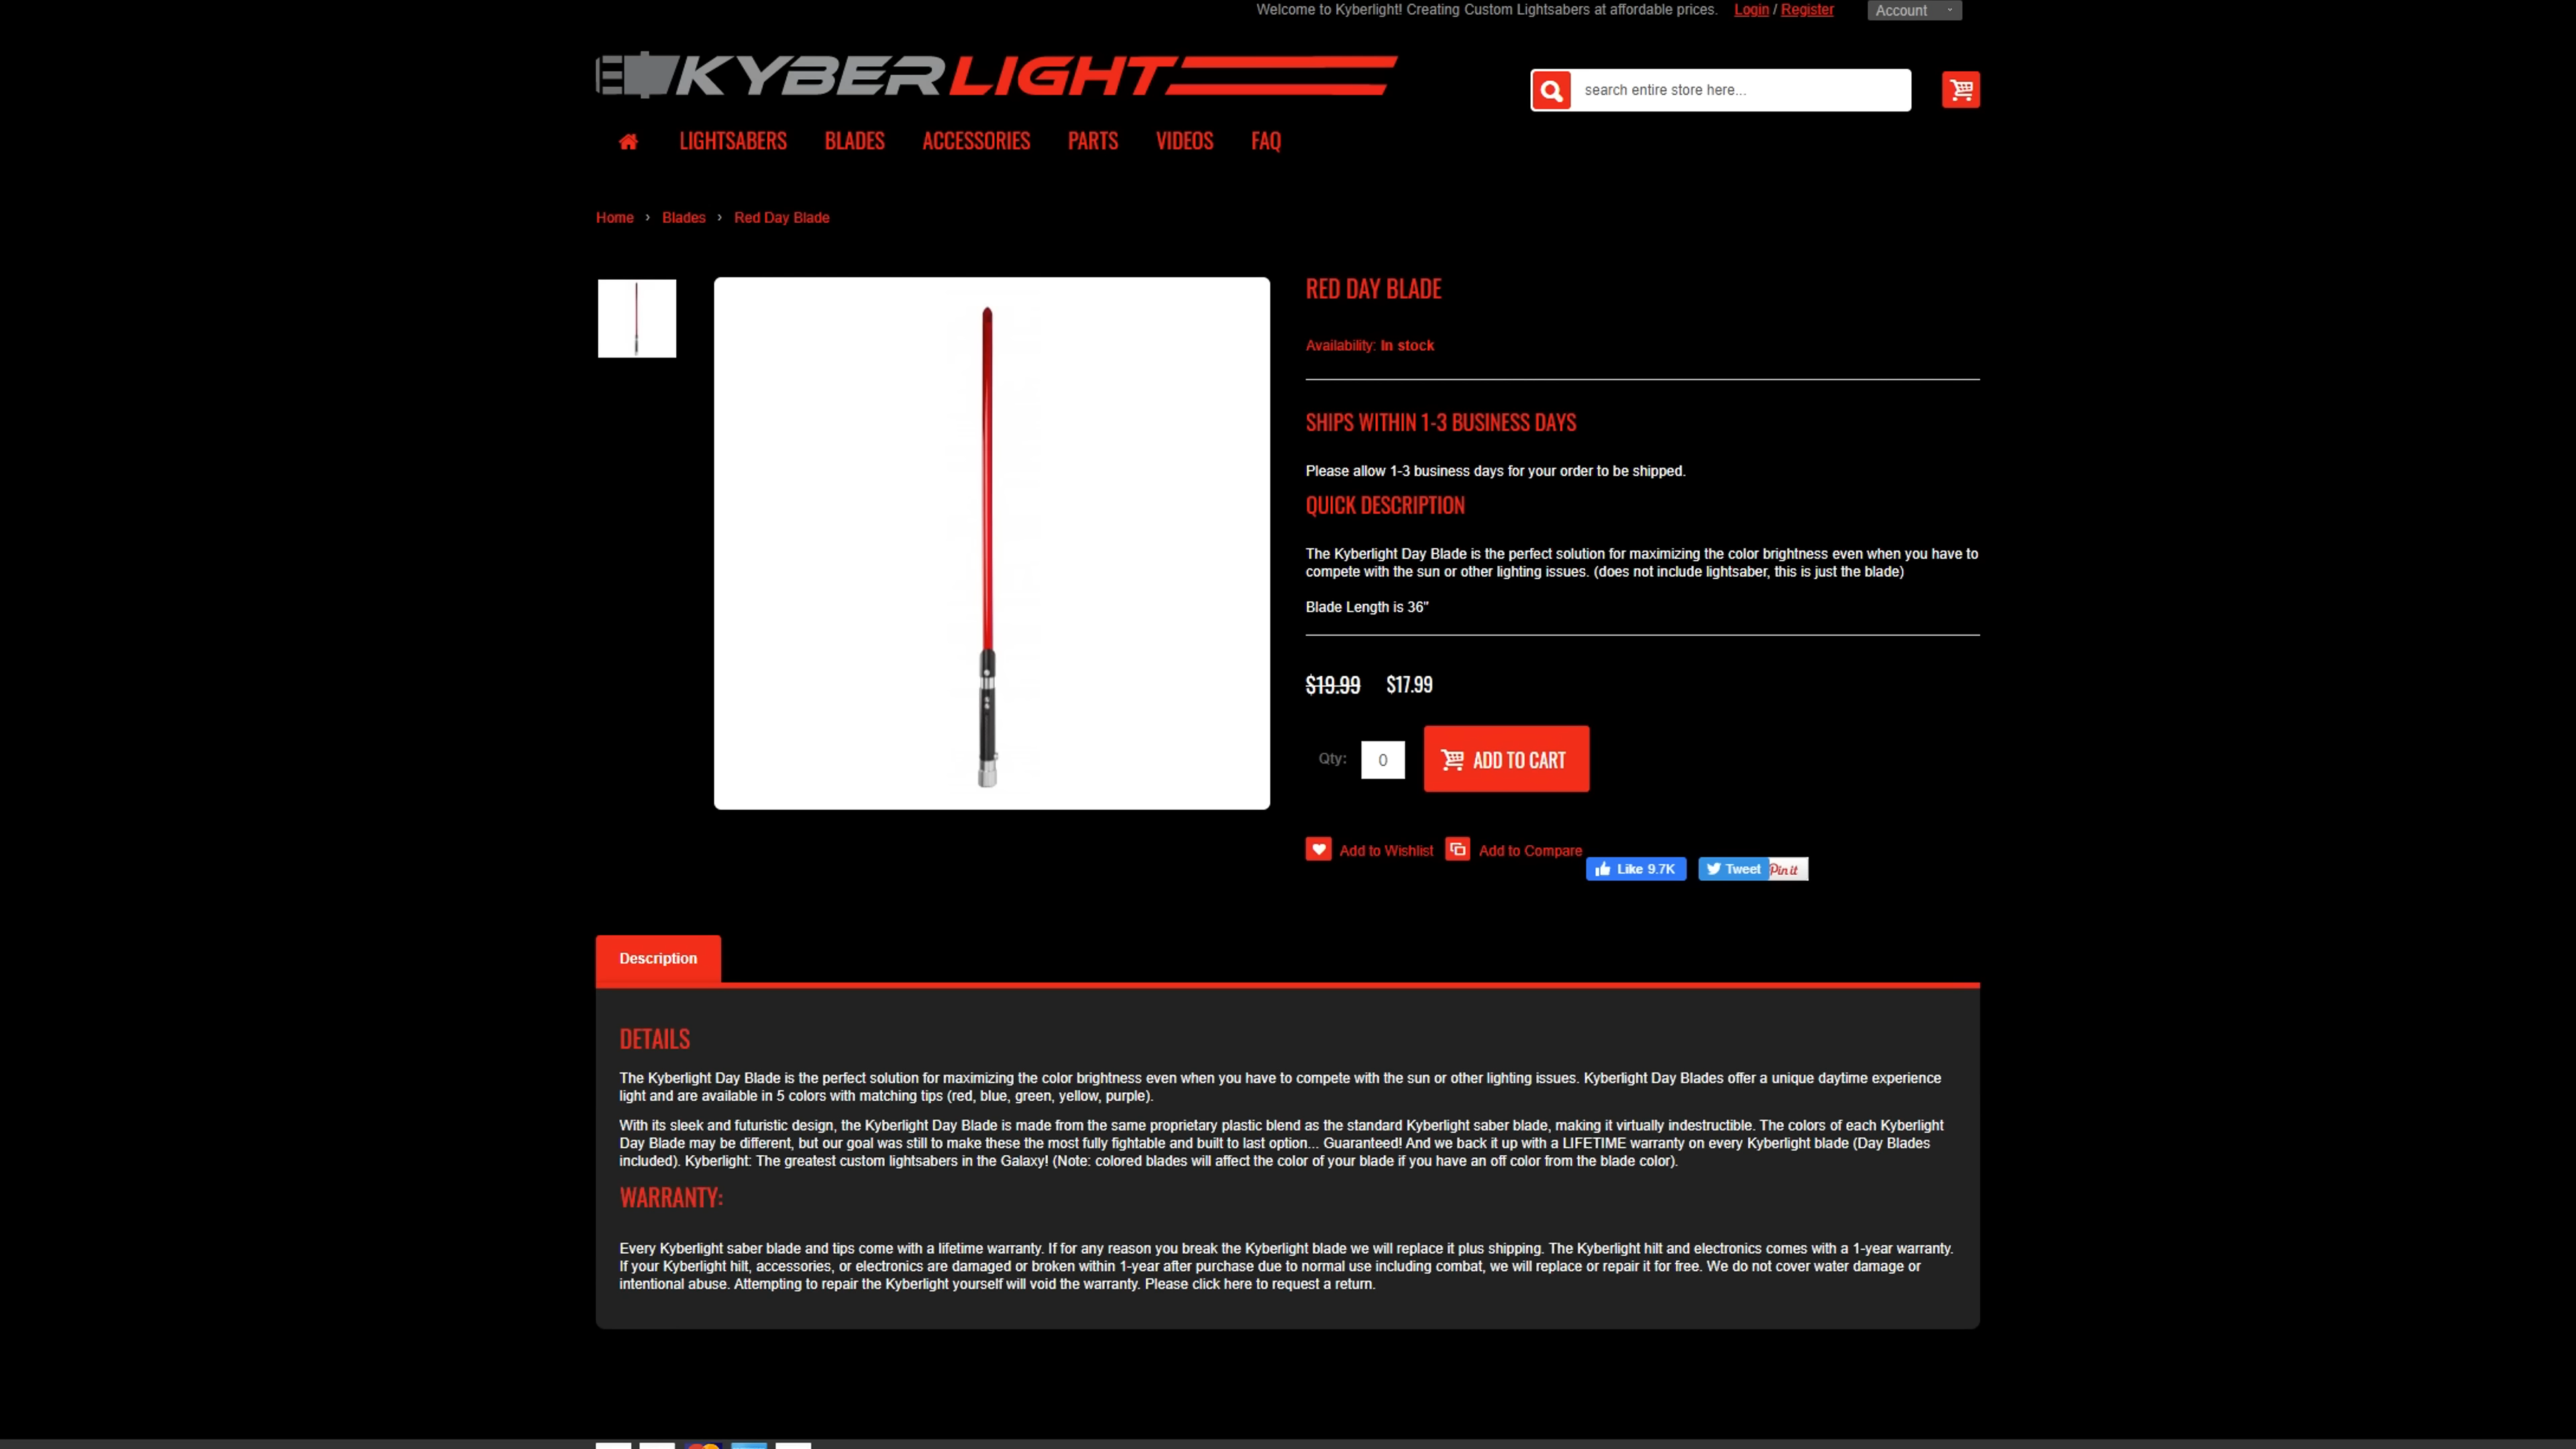 Welcome to Kyberlight! Creating Custom Lightsabers at affordable prices. Login / Register Account
KYBERLIGHT
search entire store here...
LIGHTSABERS BLADES ACCESSORIES PARTS VIDEOS FAQ
Home › Blades › Red Day Blade
RED DAY BLADE
Availability: In stock
SHIPS WITHIN 1-3 BUSINESS DAYS
Please allow 1-3 business days for your order to be shipped.
QUICK DESCRIPTION
The Kyberlight Day Blade is the perfect solution for maximizing the color brightness even when you have to
compete with the sun or other lighting issues. (does not include lightsaber, this is just the blade)
Blade Length is 36"
$19.99 $17.99
Qty: 0 ADD TO CART
Add to Wishlist Add to Compare
Like 9.7K Tweet Pin it
Description
DETAILS
The Kyberlight Day Blade is the perfect solution for maximizing the color brightness even when you have to compete with the sun or other lighting issues. Kyberlight Day Blades offer a unique daytime experience
light and are available in 5 colors with matching tips (red, blue, green, yellow, purple).
With its sleek and futuristic design, the Kyberlight Day Blade is made from the same proprietary plastic blend as the standard Kyberlight saber blade, making it virtually indestructible. The colors of each Kyberlight
Day Blade may be different, but our goal was still to make these the most fully fightable and built to last option... Guaranteed! And we back it up with a LIFETIME warranty on every Kyberlight blade (Day Blades
included). Kyberlight: The greatest custom lightsabers in the Galaxy! (Note: colored blades will affect the color of your blade if you have an off color from the blade color).
WARRANTY:
Every Kyberlight saber blade and tips come with a lifetime warranty. If for any reason you break the Kyberlight blade we will replace it plus shipping. The Kyberlight hilt and electronics comes with a 1-year warranty.
If your Kyberlight hilt, accessories, or electronics are damaged or broken within 1-year after purchase due to normal use including combat, we will replace or repair it for free. We do not cover water damage or
intentional abuse. Attempting to repair the Kyberlight yourself will void the warranty. Please click here to request a return.